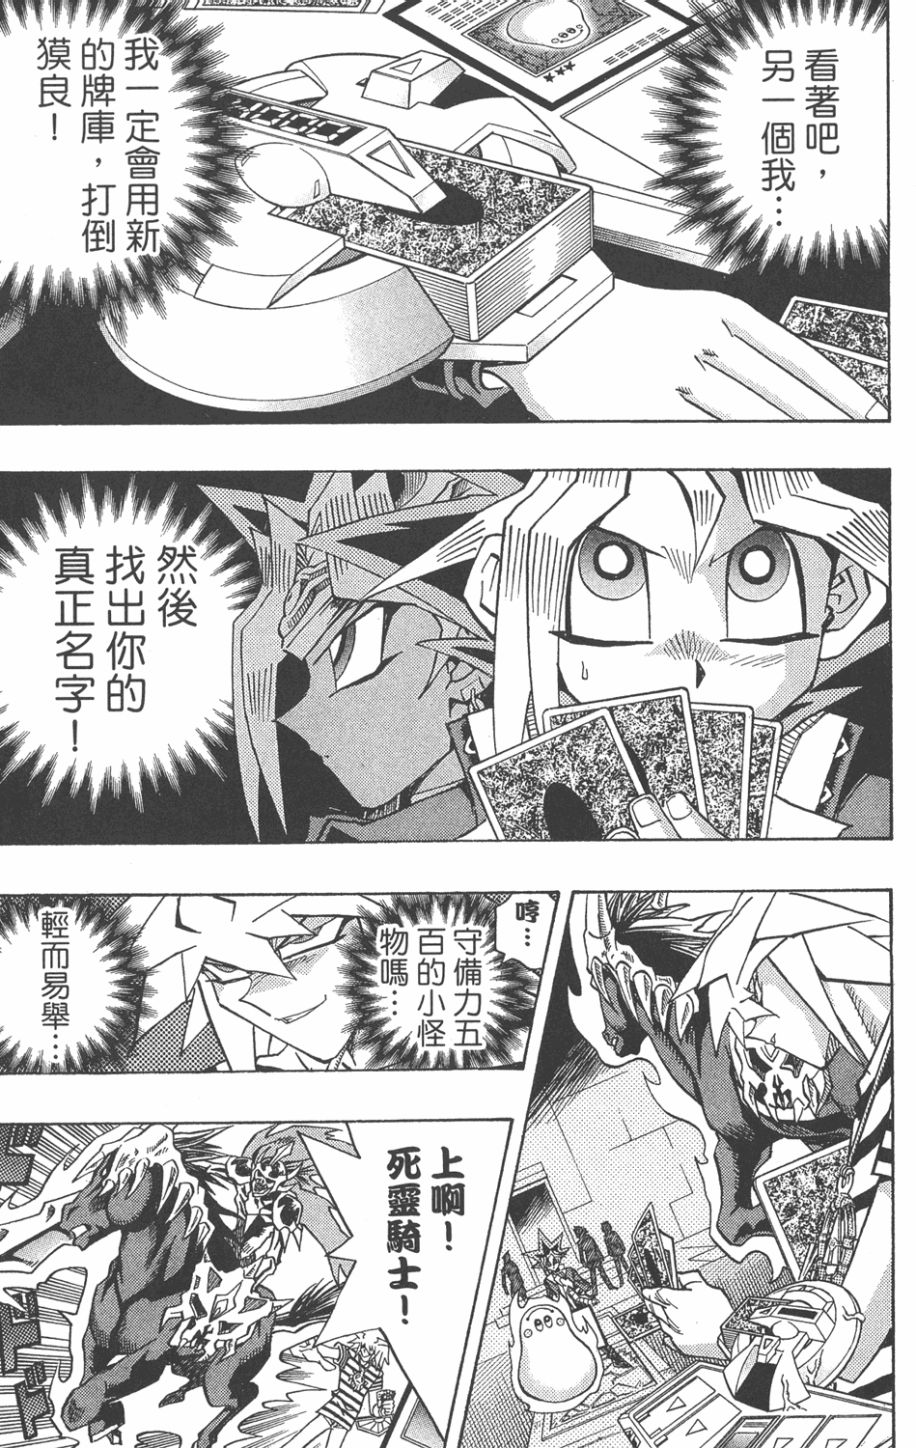 看著吧，
另一個我…
我一定會用新
的牌庫，打倒
獏良！
然後
找出你的
真正名字！
哼…
守備力五
百的小怪
物嗎…
輕而易舉…
上啊！
死靈騎士！